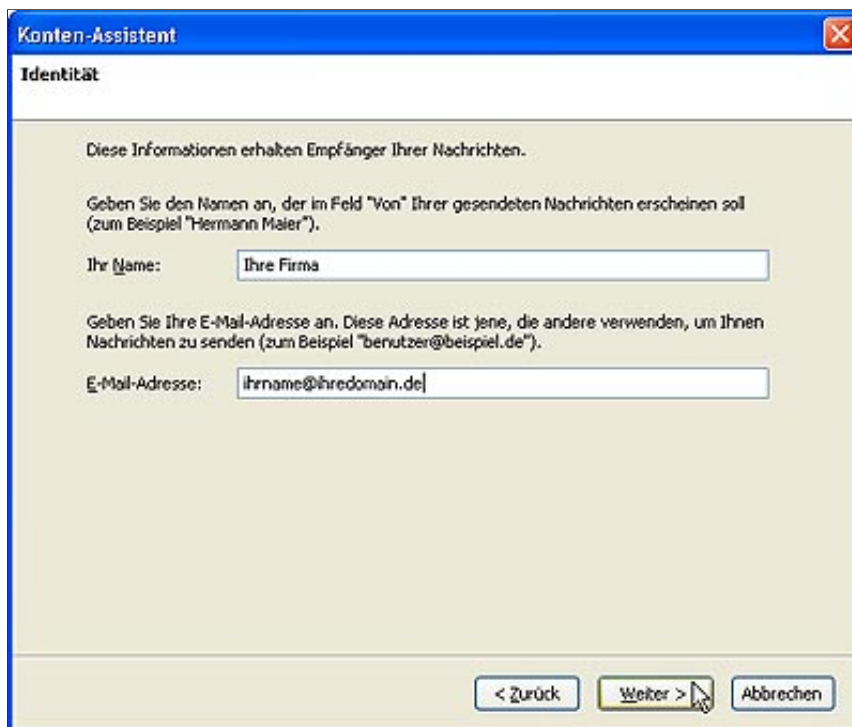 Konten-Assistent
Identität
Diese Informationen erhalten Empfänger Ihrer Nachrichten.
Geben Sie den Namen an, der im Feld "Von" Ihrer gesendeten Nachrichten erscheinen soll
(zum Beispiel "Hermann Maier").
Ihr Name: Ihre Firma
Geben Sie Ihre E-Mail-Adresse an. Diese Adresse ist jene, die andere verwenden, um Ihnen
Nachrichten zu senden (zum Beispiel "benutzer@beispiel.de").
E-Mail-Adresse: ihrname@ihredomain.de
< Zurück Weiter > Abbrechen